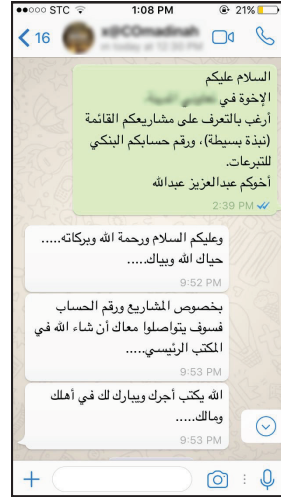 STC 1:08 PM 21%
16
السلام عليكم
الإخوة في
أرغب بالتعرف على مشاريعكم القائمة
(نبذة بسيطة)، ورقم حسابكم البنكي
للتبرعات.
أخوكم عبدالعزيز عبدالله
2:39 PM
وعليكم السلام ورحمة الله وبركاته.....
حياك الله وبياك.....
9:52 PM
بخصوص المشاريع ورقم الحساب
فسوف يتواصلوا معاك أن شاء الله في
المكتب الرئيسي.....
9:53 PM
الله يكتب أجرك ويبارك لك في أهلك
ومالك.....
9:53 PM